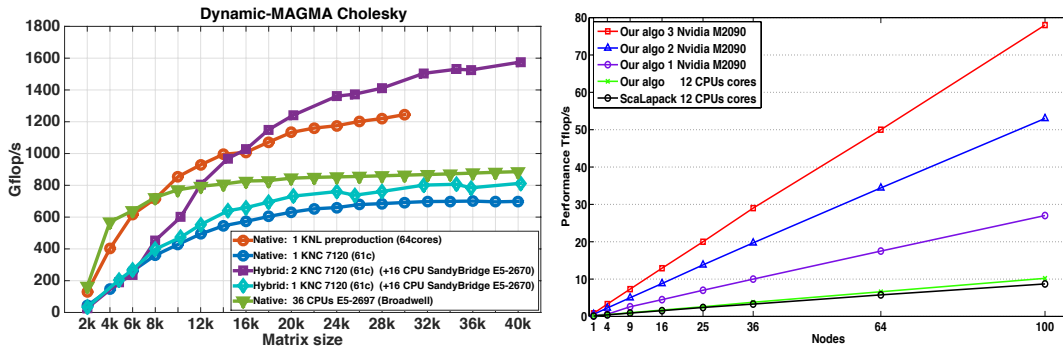 Dynamic-MAGMA Cholesky
1800
1600
1400
1200
1000
800
600
400
200
0
Gflop/s
2k 4k 6k 8k 12k 16k 20k 24k 28k 32k 36k 40k
Matrix size
Native: 1 KNL preproduction (64cores)
Native: 1 KNC 7120 (61c)
Hybrid: 2 KNC 7120 (61c) (+16 CPU SandyBridge E5-2670)
Hybrid: 1 KNC 7120 (61c) (+16 CPU SandyBridge E5-2670)
Native: 36 CPUs E5-2697 (Broadwell)
80
70
60
50
40
30
20
10
0
Performance Tflop/s
Our algo 3 Nvidia M2090
Our algo 2 Nvidia M2090
Our algo 1 Nvidia M2090
Our algo 12 CPUs cores
ScaLapack 12 CPUs cores
1 4 9 16 25 36 64 100
Nodes